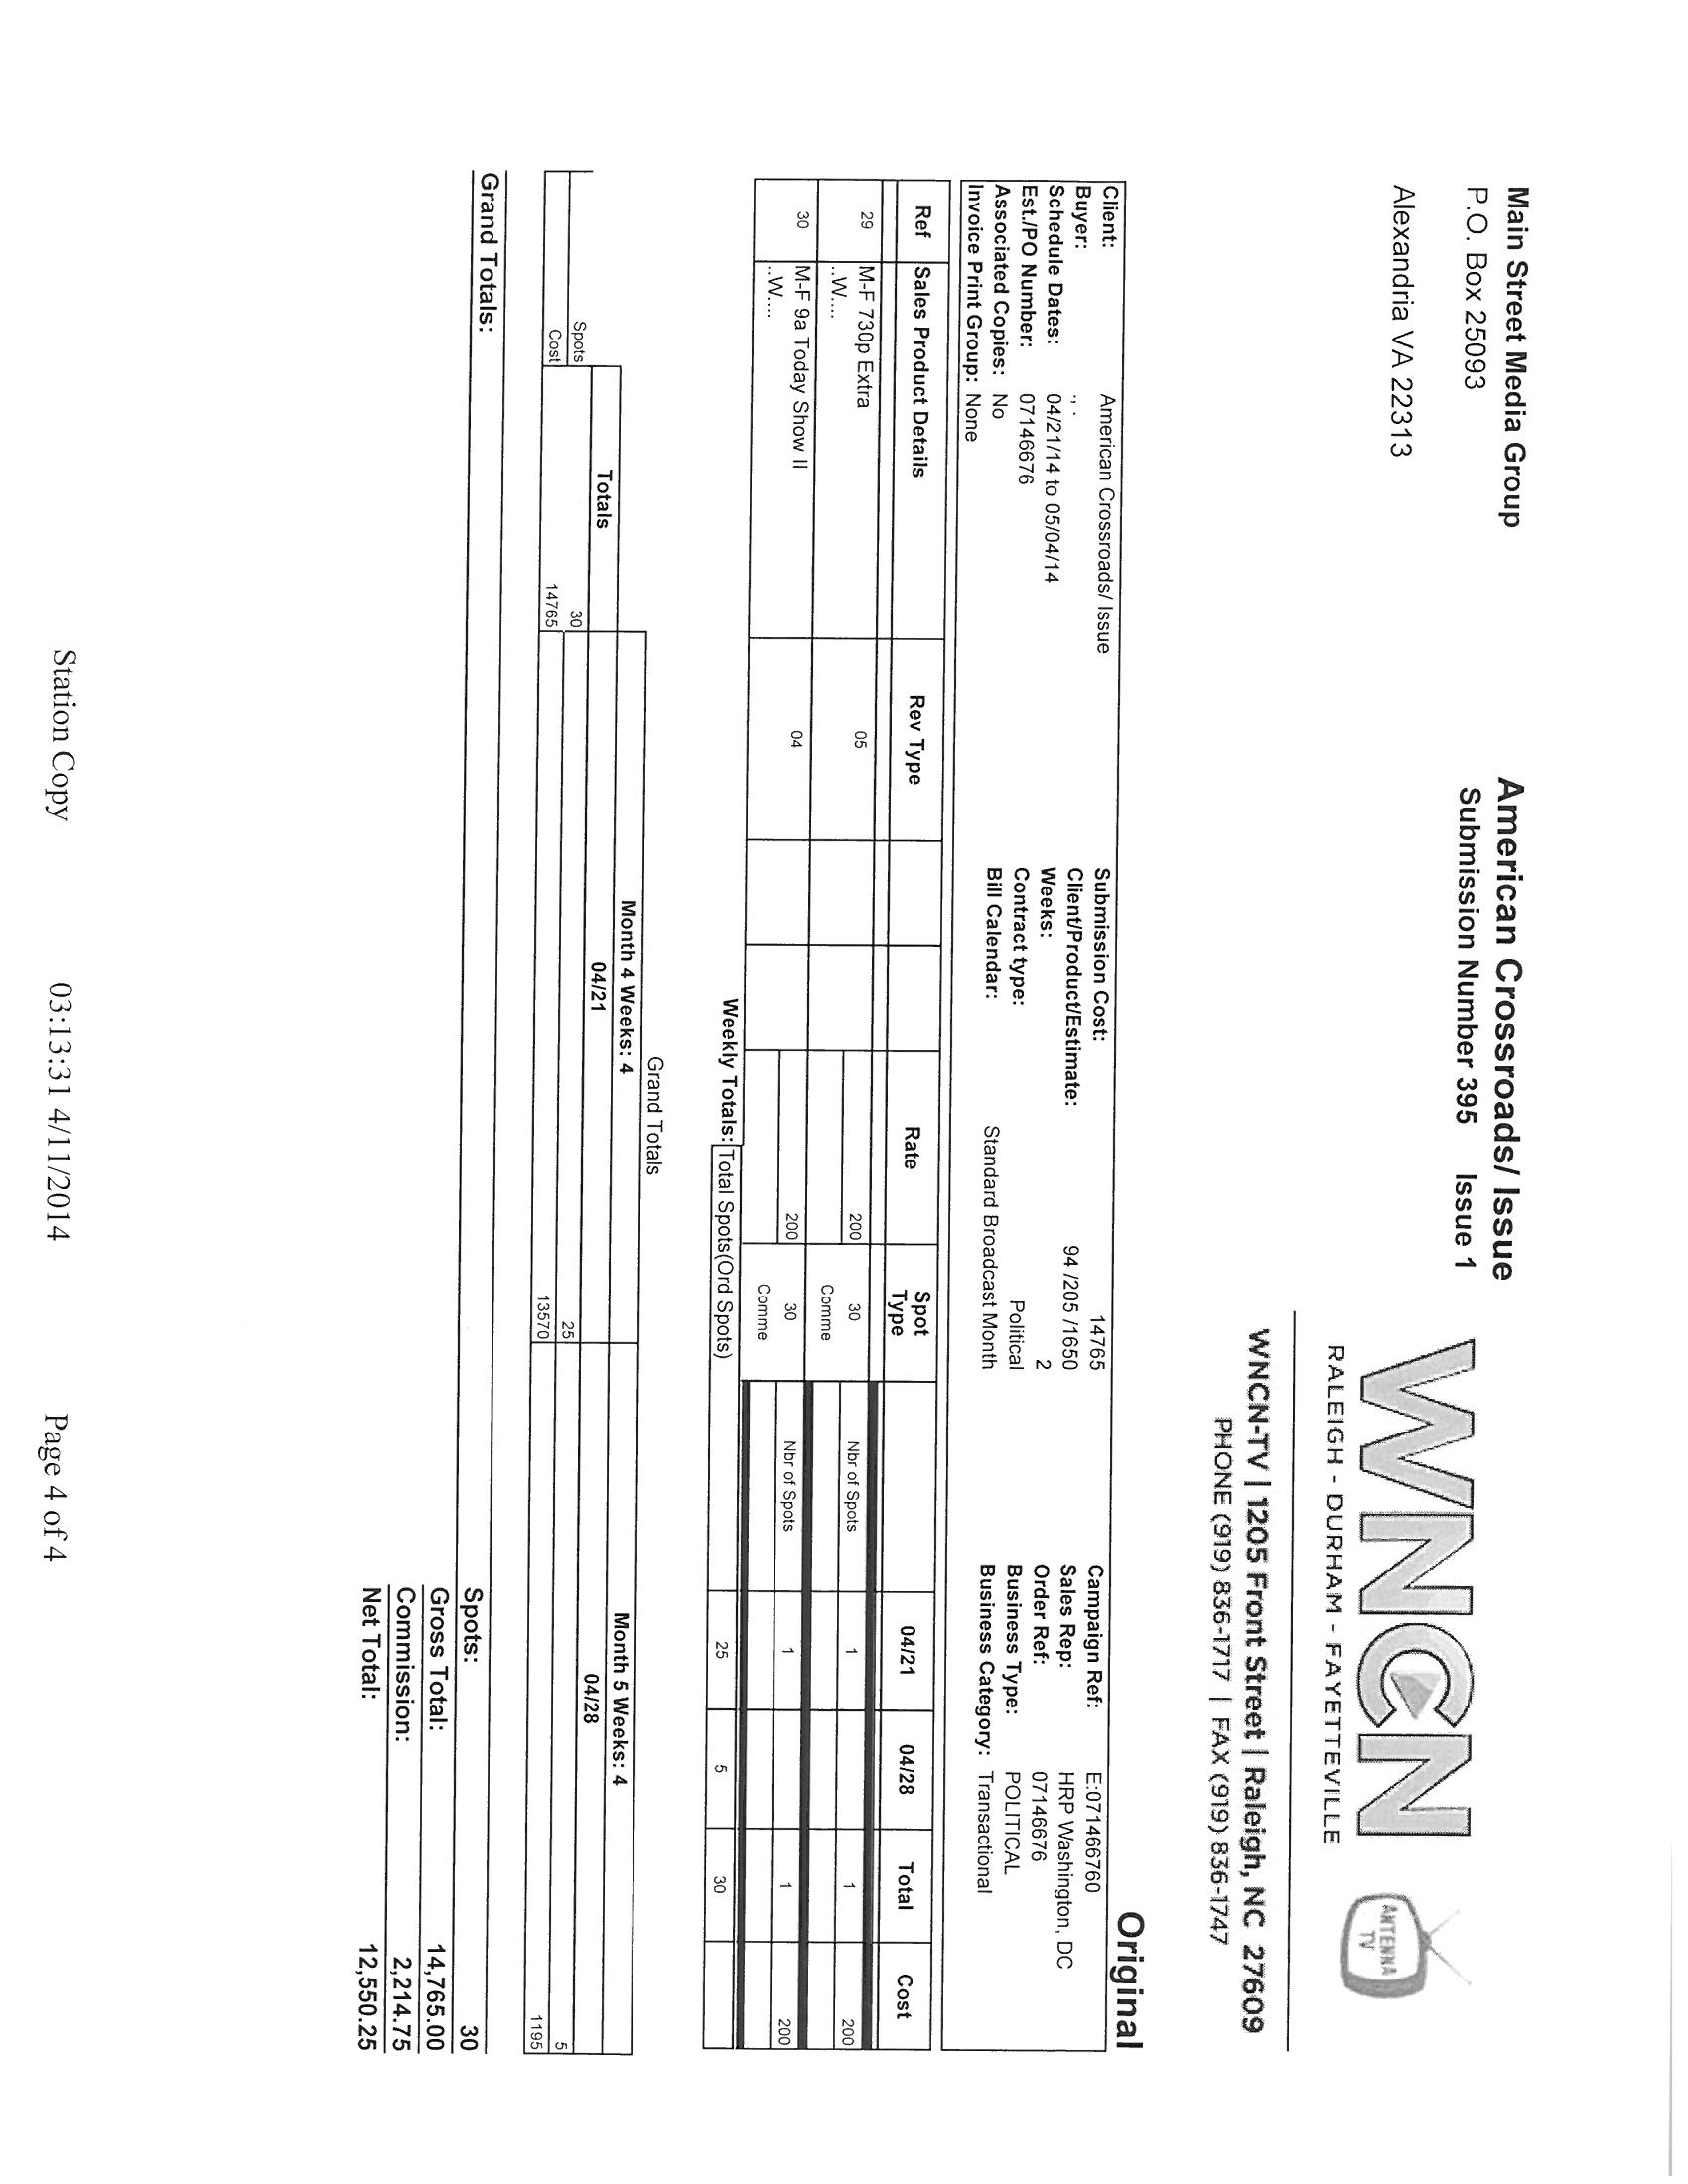 Main Street Media Group
P.O. Box 25093
Alexandria VA 22313
American Crossroads/ Issue
Submission Number 395 Issue 1
WNCN
RALEIGH - DURHAM - FAYETTEVILLE
ANTENNA TV
WNCN-TV | 1205 Front Street | Raleigh, NC 27609
PHONE (919) 836-1717 | FAX (919) 836-1747
Original
Client: American Crossroads/ Issue Submission Cost: 14765 Campaign Ref: E:071466760
Buyer: ., . Client/Product/Estimate: 94 /205 /1650 Sales Rep: HRP Washington, DC
Schedule Dates: 04/21/14 to 05/04/14 Weeks: 2 Order Ref: 07146676
Est./PO Number: 07146676 Contract type: Political Business Type: POLITICAL
Associated Copies: No Bill Calendar: Standard Broadcast Month Business Category: Transactional
Invoice Print Group: None
Ref Sales Product Details Rev Type Rate Spot Type 04/21 04/28 Total Cost
29 M-F 730p Extra 05 200 30 Nbr of Spots 1 1 200
..W.... Comme
30 M-F 9a Today Show II 04 200 30 Nbr of Spots 1 1 200
..W.... Comme
Weekly Totals: Total Spots(Ord Spots) 25 5 30
Grand Totals
Month 4 Weeks: 4 Month 5 Weeks: 4
Totals 04/21 04/28
Spots 30 25 5
Cost 14765 13570 1195
Grand Totals: Spots: 30
Gross Total: 14,765.00
Commission: 2,214.75
Net Total: 12,550.25
Station Copy 03:13:31 4/11/2014 Page 4 of 4